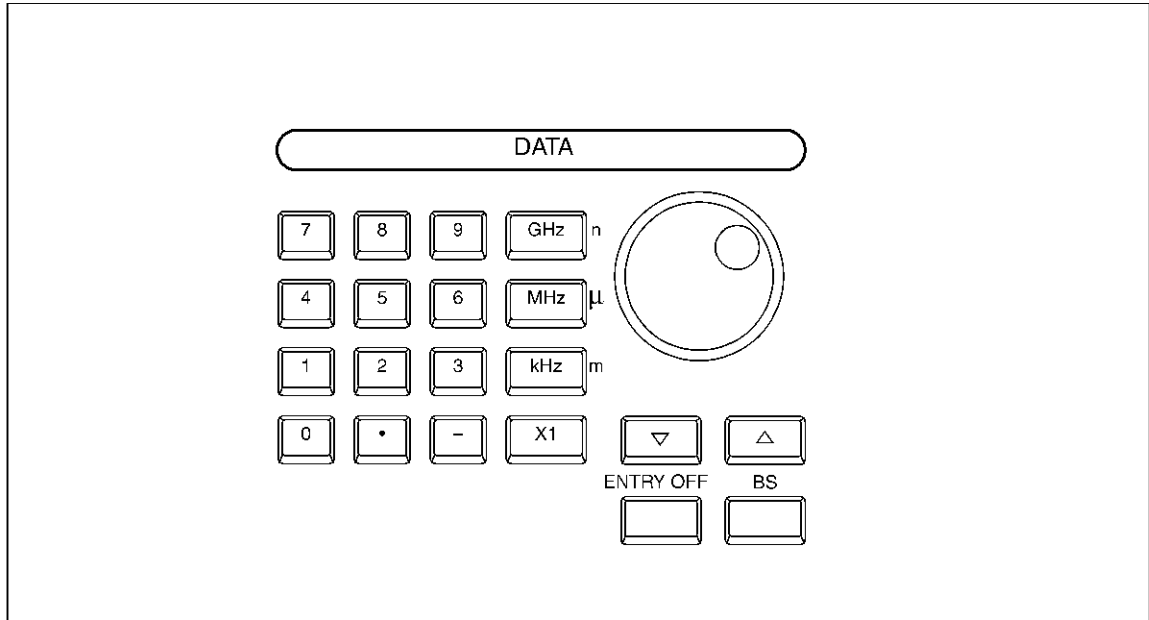 DATA
7 8 9 GHz n
4 5 6 MHz μ
1 2 3 kHz m
0 • – X1
▽ △
ENTRY OFF BS